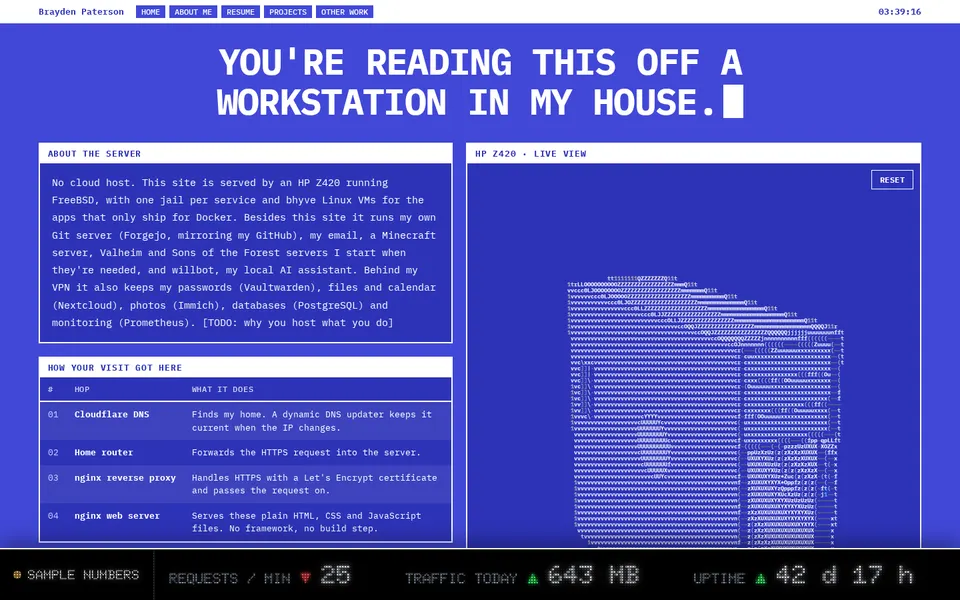 Brayden Paterson HOME ABOUT ME RESUME PROJECTS OTHER WORK 03:39:16
YOU'RE READING THIS OFF A
WORKSTATION IN MY HOUSE.
ABOUT THE SERVER
No cloud host. This site is served by an HP Z420 running
FreeBSD, with one jail per service and bhyve Linux VMs for the
apps that only ship for Docker. Besides this site it runs my own
Git server (Forgejo, mirroring my GitHub), my email, a Minecraft
server, Valheim and Sons of the Forest servers I start when
they're needed, and willbot, my local AI assistant. Behind my
VPN it also keeps my passwords (Vaultwarden), files and calendar
(Nextcloud), photos (Immich), databases (PostgreSQL) and
monitoring (Prometheus). [TODO: why you host what you do]
HOW YOUR VISIT GOT HERE
# HOP WHAT IT DOES
01 Cloudflare DNS Finds my home. A dynamic DNS updater keeps it
current when the IP changes.
02 Home router Forwards the HTTPS request into the server.
03 nginx reverse proxy Handles HTTPS with a Let's Encrypt certificate
and passes the request on.
04 nginx web server Serves these plain HTML, CSS and JavaScript
files. No framework, no build step.
HP Z420 · LIVE VIEW
RESET
SAMPLE NUMBERS REQUESTS / MIN ▼ 25 TRAFFIC TODAY ▲ 643 MB UPTIME ▲ 42 d 17 h